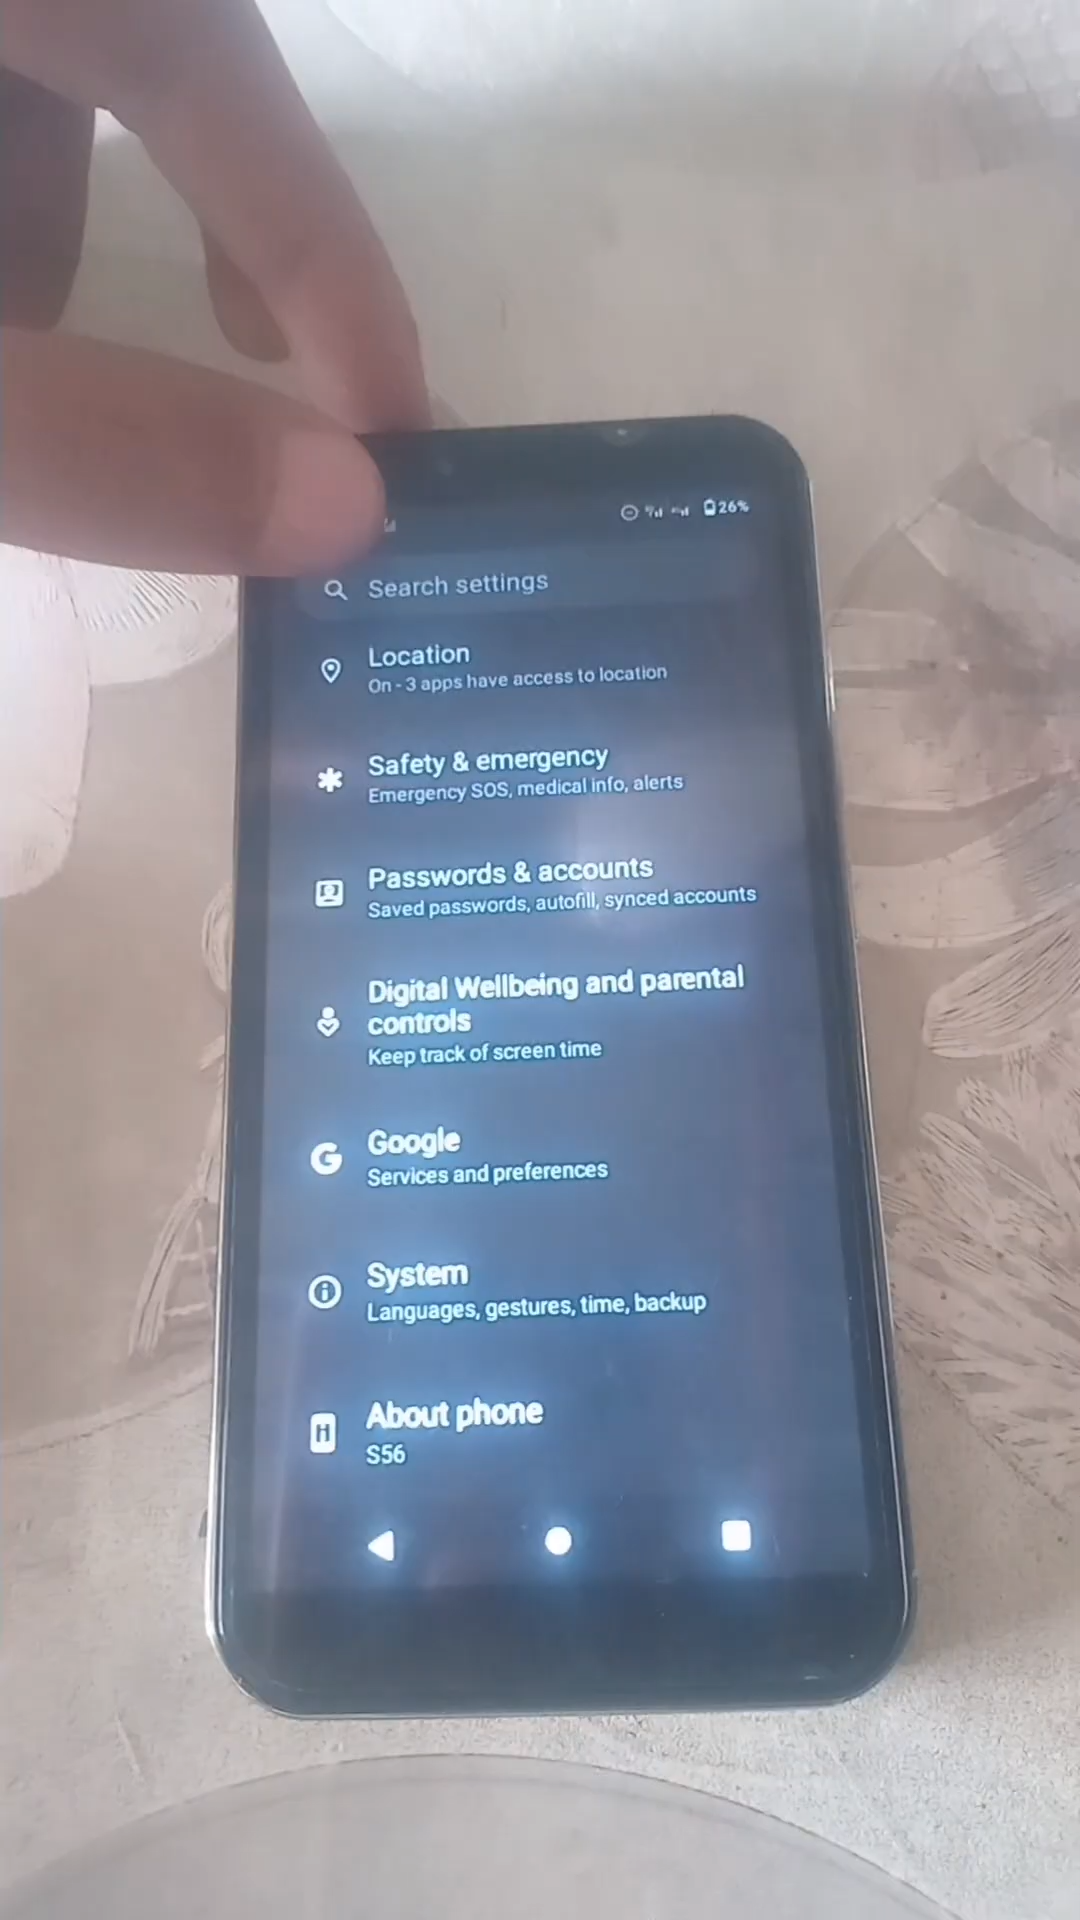 26%
Search settings
Location
On - 3 apps have access to location
Safety & emergency
Emergency SOS, medical info, alerts
Passwords & accounts
Saved passwords, autofill, synced accounts
Digital Wellbeing and parental
controls
Keep track of screen time
Google
Services and preferences
System
Languages, gestures, time, backup
About phone
S56